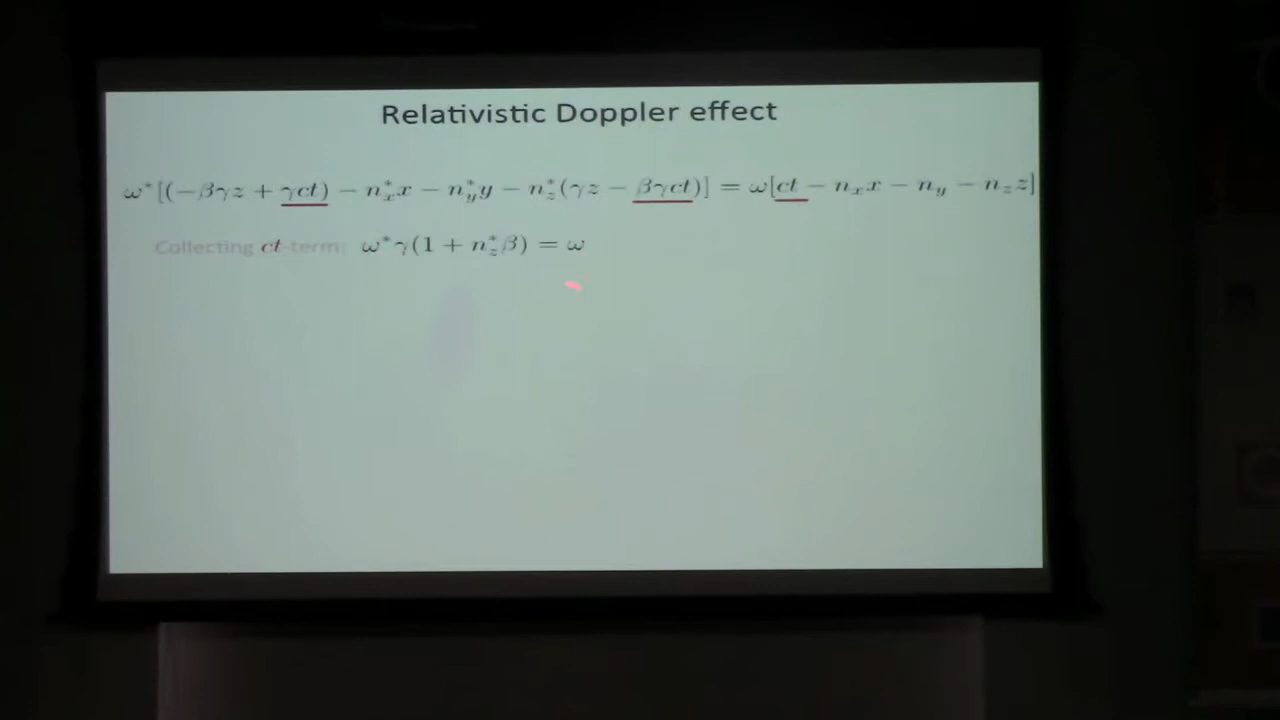 Relativistic Doppler effect
ω*[(−βγz + γct) − n*ₓx − n*ᵧy − n*_z(γz − βγct)] = ω[ct − nₓx − nᵧ − n_z z]
Collecting ct-term: ω*γ(1 + n*_zβ) = ω